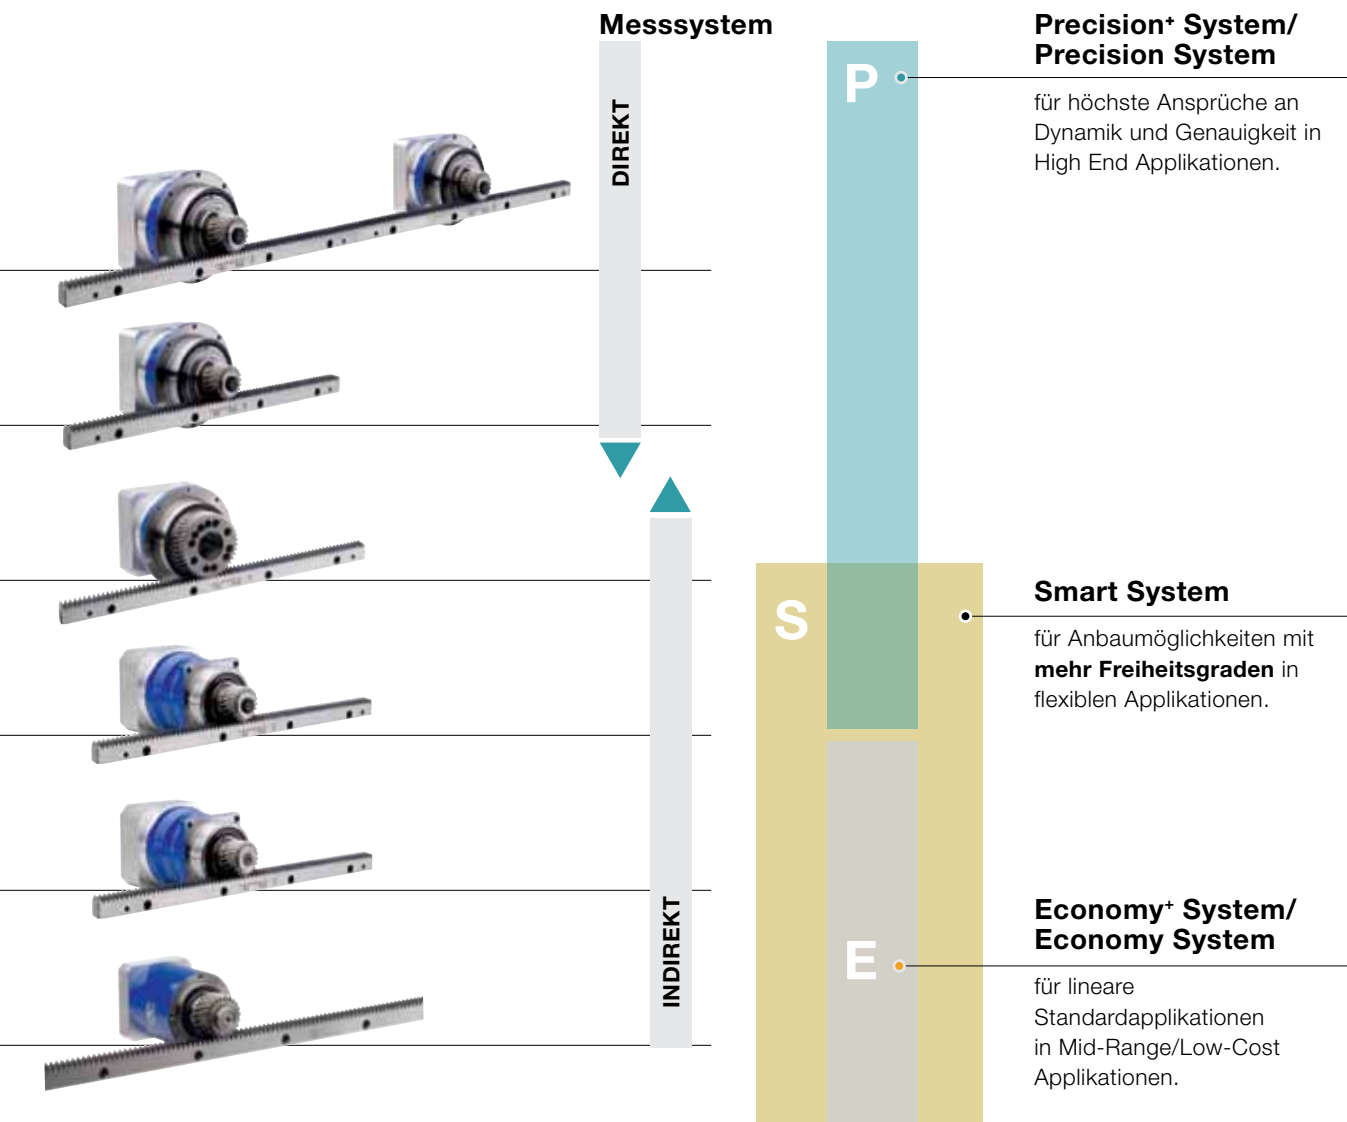 Messsystem
DIREKT
INDIREKT
P
S
E
Precision+ System/
Precision System
für höchste Ansprüche an
Dynamik und Genauigkeit in
High End Applikationen.
Smart System
für Anbaumöglichkeiten mit
mehr Freiheitsgraden in
flexiblen Applikationen.
Economy+ System/
Economy System
für lineare
Standardapplikationen
in Mid-Range/Low-Cost
Applikationen.